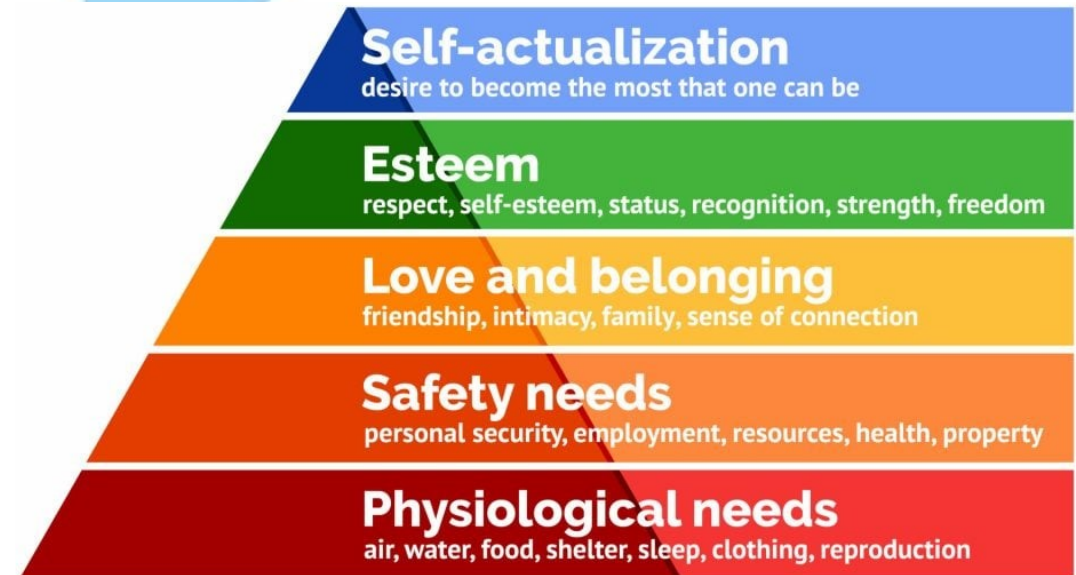 Self-actualization
desire to become the most that one can be
Esteem
respect, self-esteem, status, recognition, strength, freedom
Love and belonging
friendship, intimacy, family, sense of connection
Safety needs
personal security, employment, resources, health, property
Physiological needs
air, water, food, shelter, sleep, clothing, reproduction